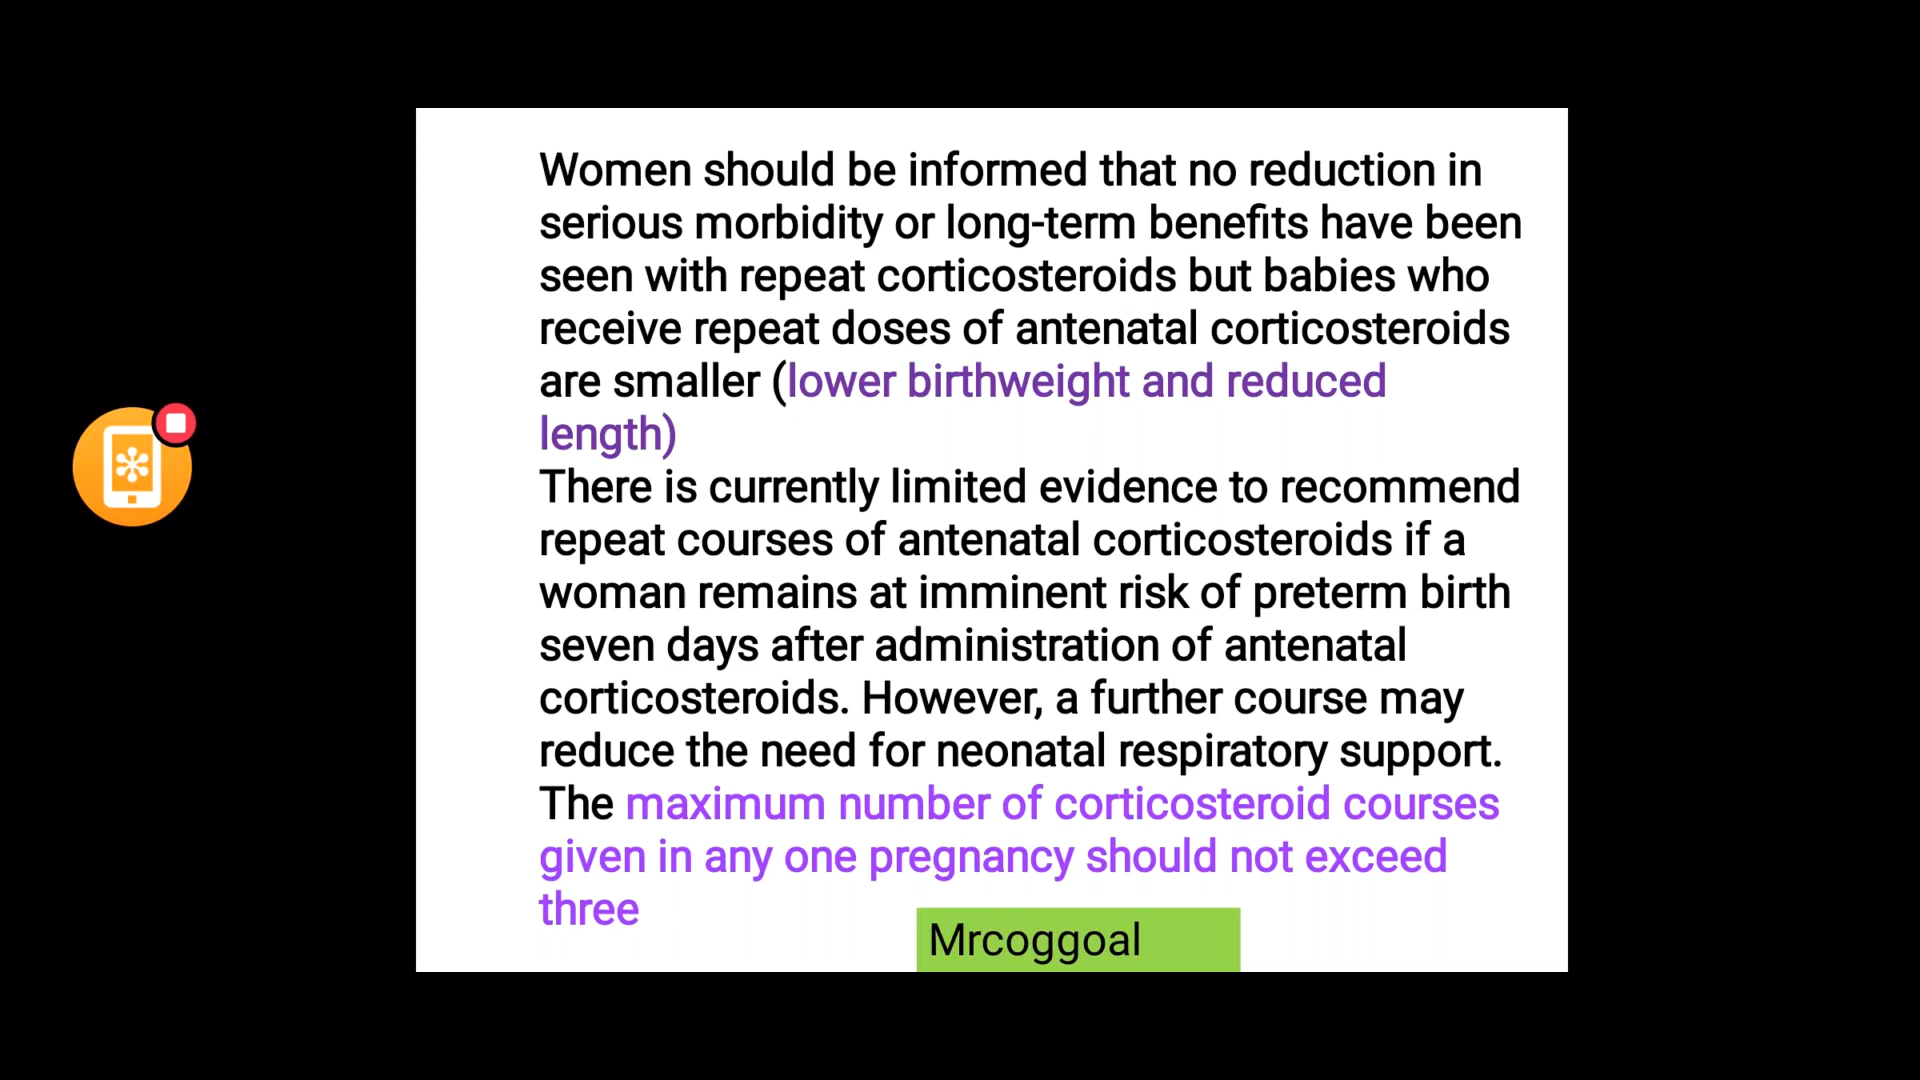 Women should be informed that no reduction in
serious morbidity or long-term benefits have been
seen with repeat corticosteroids but babies who
receive repeat doses of antenatal corticosteroids
are smaller (lower birthweight and reduced
length)
There is currently limited evidence to recommend
repeat courses of antenatal corticosteroids if a
woman remains at imminent risk of preterm birth
seven days after administration of antenatal
corticosteroids. However, a further course may
reduce the need for neonatal respiratory support.
The maximum number of corticosteroid courses
given in any one pregnancy should not exceed
three
Mrcoggoal